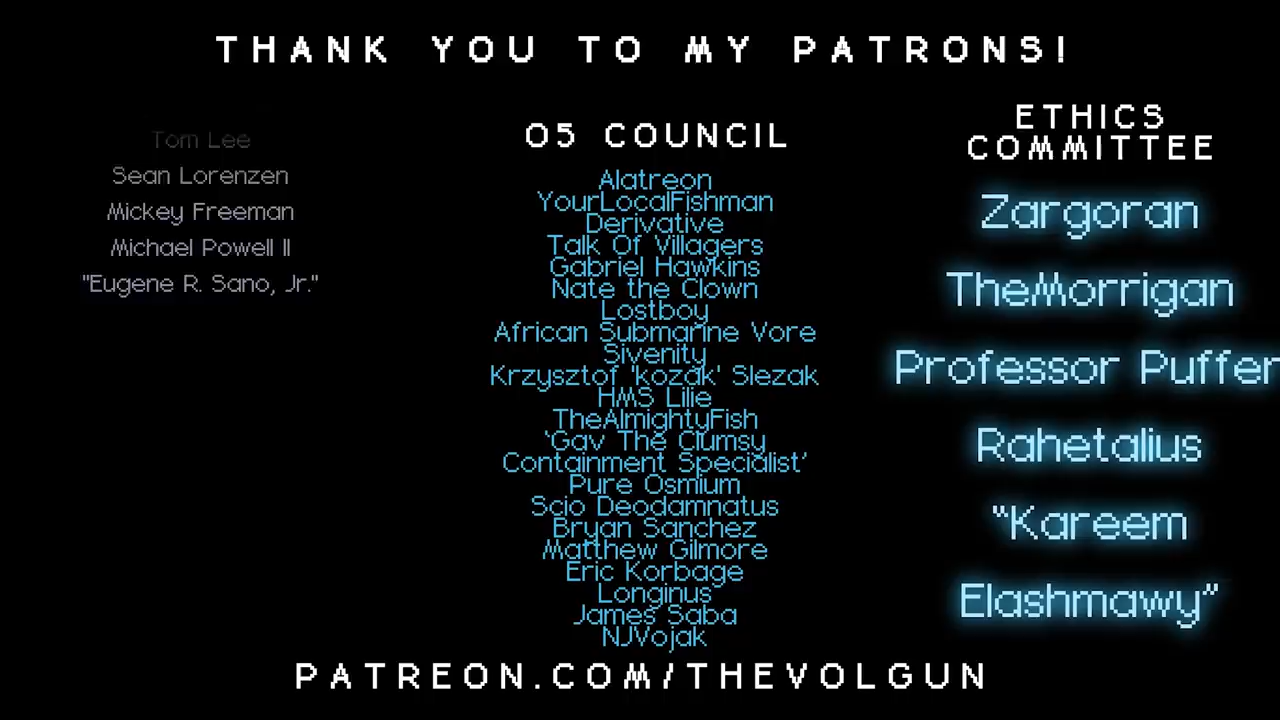 THANK YOU TO MY PATRONS!
Tom Lee
Sean Lorenzen
Mickey Freeman
Michael Powell II
"Eugene R. Sano, Jr."
O5 COUNCIL
Alatreon
YourLocalFishman
Derivative
Talk Of Villagers
Gabriel Hawkins
Nate the Clown
Lostboy
African Submarine Vore
Sivenity
Krzysztof 'kozak' Slezak
HMS Lilie
TheAlmightyFish
'Gav The Clumsy
Containment Specialist'
Pure Osmium
Scio Deodamnatus
Bryan Sanchez
Matthew Gilmore
Eric Korbage
Longinus
James Saba
NJVojak
ETHICS
COMMITTEE
Zargoran
TheMorrigan
Professor Puffer
Rahetalius
"Kareem
Elashmawy"
PATREON.COM/THEVOLGUN